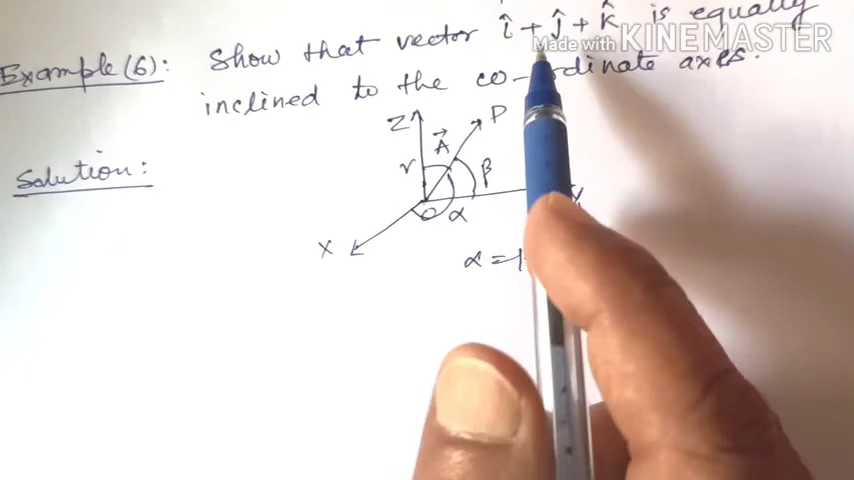 Example (6): Show that vector î + ĵ + k̂ is equally
Made with KINEMASTER
inclined to the co-ordinate axes.
Solution:
Z
P
A⃗
r
β
O
α
X
α =